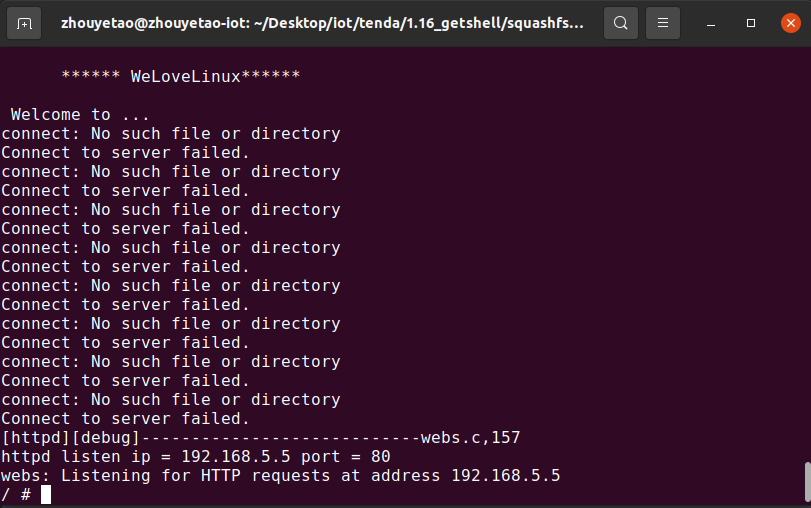 zhouyetao@zhouyetao-iot: ~/Desktop/iot/tenda/1.16_getshell/squashfs...
****** WeLoveLinux******
Welcome to ...
connect: No such file or directory
Connect to server failed.
connect: No such file or directory
Connect to server failed.
connect: No such file or directory
Connect to server failed.
connect: No such file or directory
Connect to server failed.
connect: No such file or directory
Connect to server failed.
connect: No such file or directory
Connect to server failed.
connect: No such file or directory
Connect to server failed.
connect: No such file or directory
Connect to server failed.
[httpd][debug]----------------------------webs.c,157
httpd listen ip = 192.168.5.5 port = 80
webs: Listening for HTTP requests at address 192.168.5.5
/ #